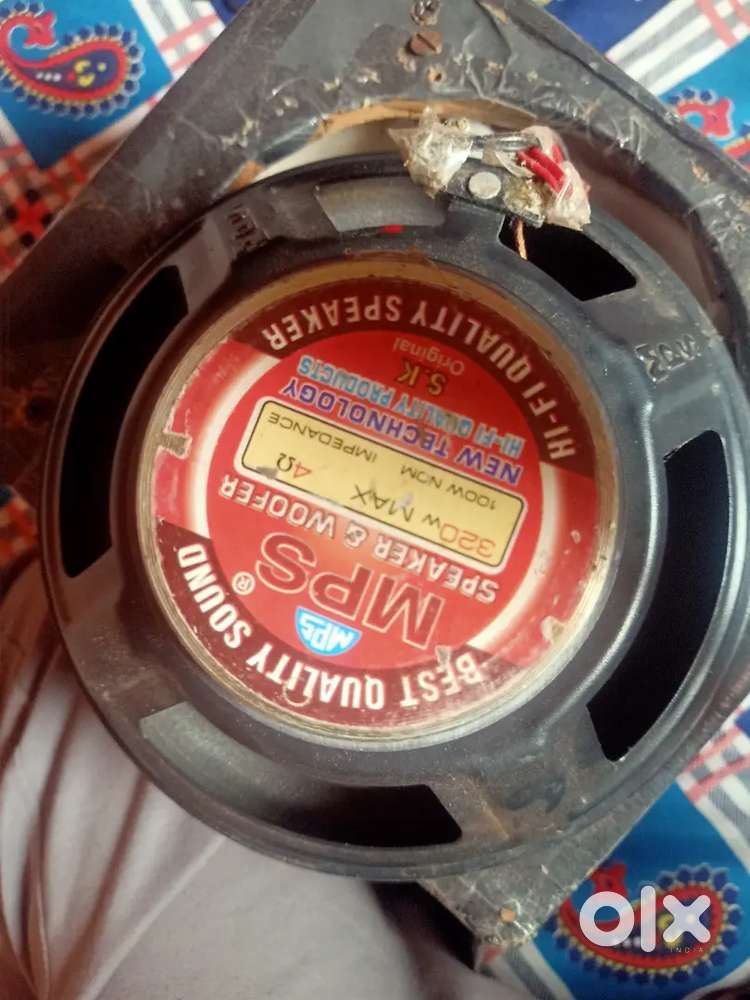 BEST QUALITY SOUND
MPS
MPS®
SPEAKER & WOOFER
320W MAX 4Ω
100W NOM IMPEDANCE
NEW TECHNOLOGY
HI-FI QUALITY PRODUCTS
S.K
Original
HI-FI QUALITY SPEAKER
olx
INDIA